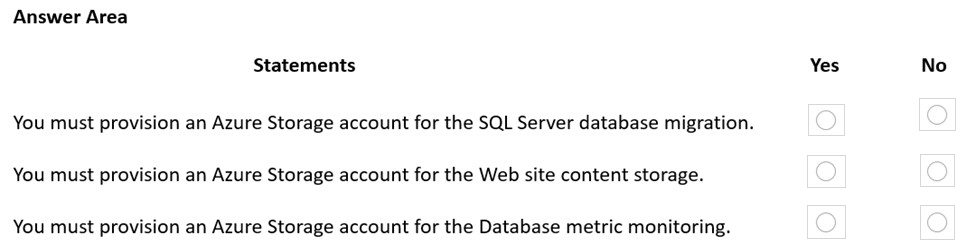 Answer Area
Statements Yes No
You must provision an Azure Storage account for the SQL Server database migration.
You must provision an Azure Storage account for the Web site content storage.
You must provision an Azure Storage account for the Database metric monitoring.